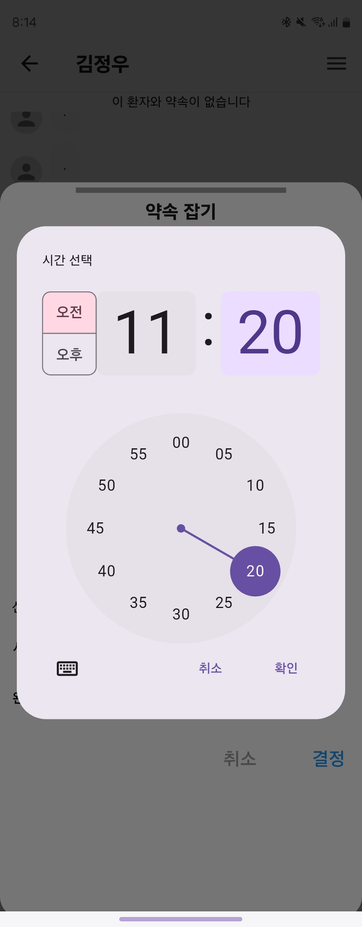 8:14
김정우
이 환자와 약속이 없습니다
약속 잡기
시간 선택
오전
오후
11 : 20
00
55 05
50 10
45 15
40 20
35 25
30
취소 확인
취소 결정